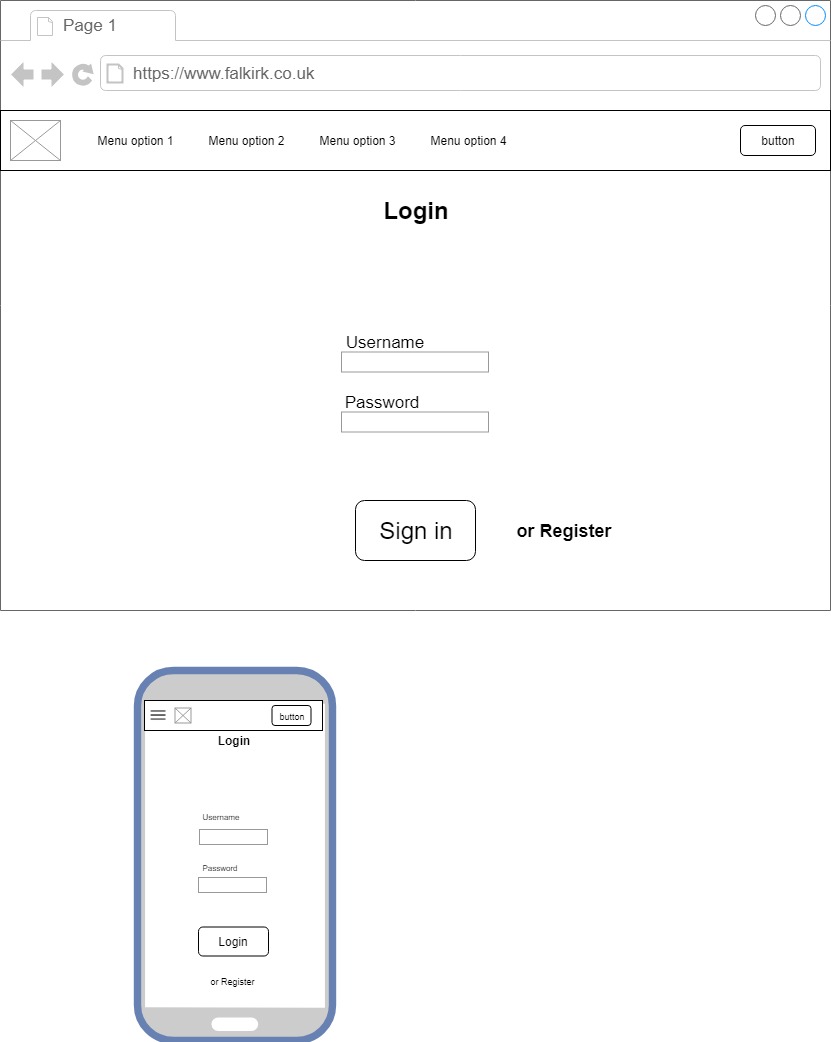 Page 1
https://www.falkirk.co.uk
Menu option 1 Menu option 2 Menu option 3 Menu option 4 button
Login
Username
Password
Sign in or Register
button
Login
Username
Password
Login
or Register